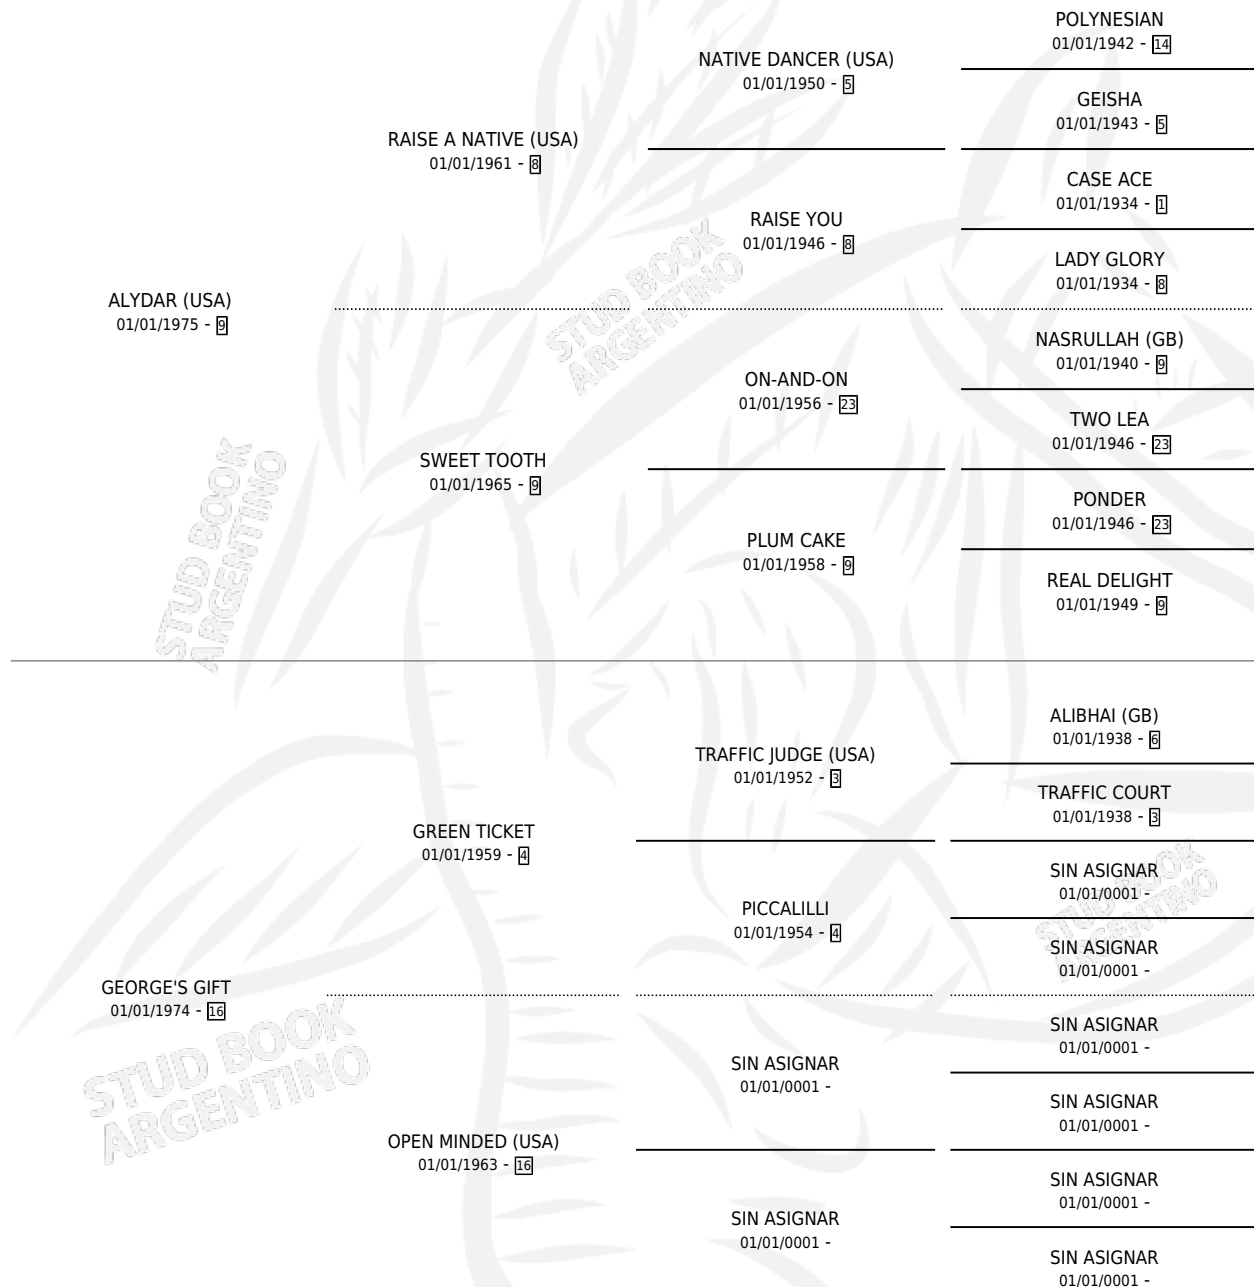 POLYNESIAN
01/01/1942 - 14
NATIVE DANCER (USA)
01/01/1950 - 5
GEISHA
01/01/1943 - 5
RAISE A NATIVE (USA)
01/01/1961 - 8
CASE ACE
01/01/1934 - 1
RAISE YOU
01/01/1946 - 8
LADY GLORY
01/01/1934 - 8
ALYDAR (USA)
01/01/1975 - 9
NASRULLAH (GB)
01/01/1940 - 9
ON-AND-ON
01/01/1956 - 23
TWO LEA
01/01/1946 - 23
SWEET TOOTH
01/01/1965 - 9
PONDER
01/01/1946 - 23
PLUM CAKE
01/01/1958 - 9
REAL DELIGHT
01/01/1949 - 9
ALIBHAI (GB)
01/01/1938 - 6
TRAFFIC JUDGE (USA)
01/01/1952 - 3
TRAFFIC COURT
01/01/1938 - 3
GREEN TICKET
01/01/1959 - 4
SIN ASIGNAR
01/01/0001 -
PICCALILLI
01/01/1954 - 4
SIN ASIGNAR
01/01/0001 -
GEORGE'S GIFT
01/01/1974 - 16
SIN ASIGNAR
01/01/0001 -
SIN ASIGNAR
01/01/0001 -
SIN ASIGNAR
01/01/0001 -
OPEN MINDED (USA)
01/01/1963 - 16
SIN ASIGNAR
01/01/0001 -
SIN ASIGNAR
01/01/0001 -
SIN ASIGNAR
01/01/0001 -
STUD BOOK
ARGENTINO
STUD BOOK
ARGENTINO
STUD BOOK
ARGENTINO
STUD BOOK
ARGENTINO